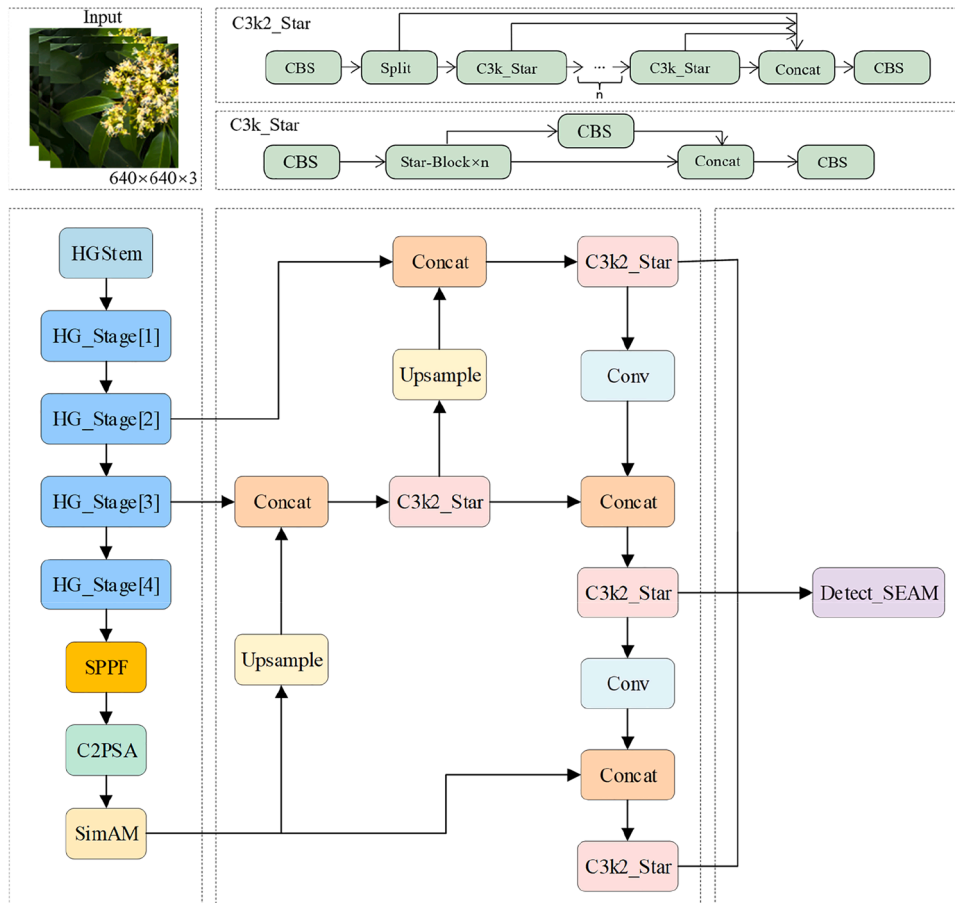 Input
640×640×3
C3k2_Star
CBS
Split
C3k_Star
...
n
C3k_Star
Concat
CBS
C3k_Star
CBS
CBS
Star-Block×n
Concat
CBS
HGStem
Concat
C3k2_Star
HG_Stage[1]
Upsample
Conv
HG_Stage[2]
HG_Stage[3]
Concat
C3k2_Star
Concat
HG_Stage[4]
C3k2_Star
Detect_SEAM
SPPF
Upsample
Conv
C2PSA
Concat
SimAM
C3k2_Star